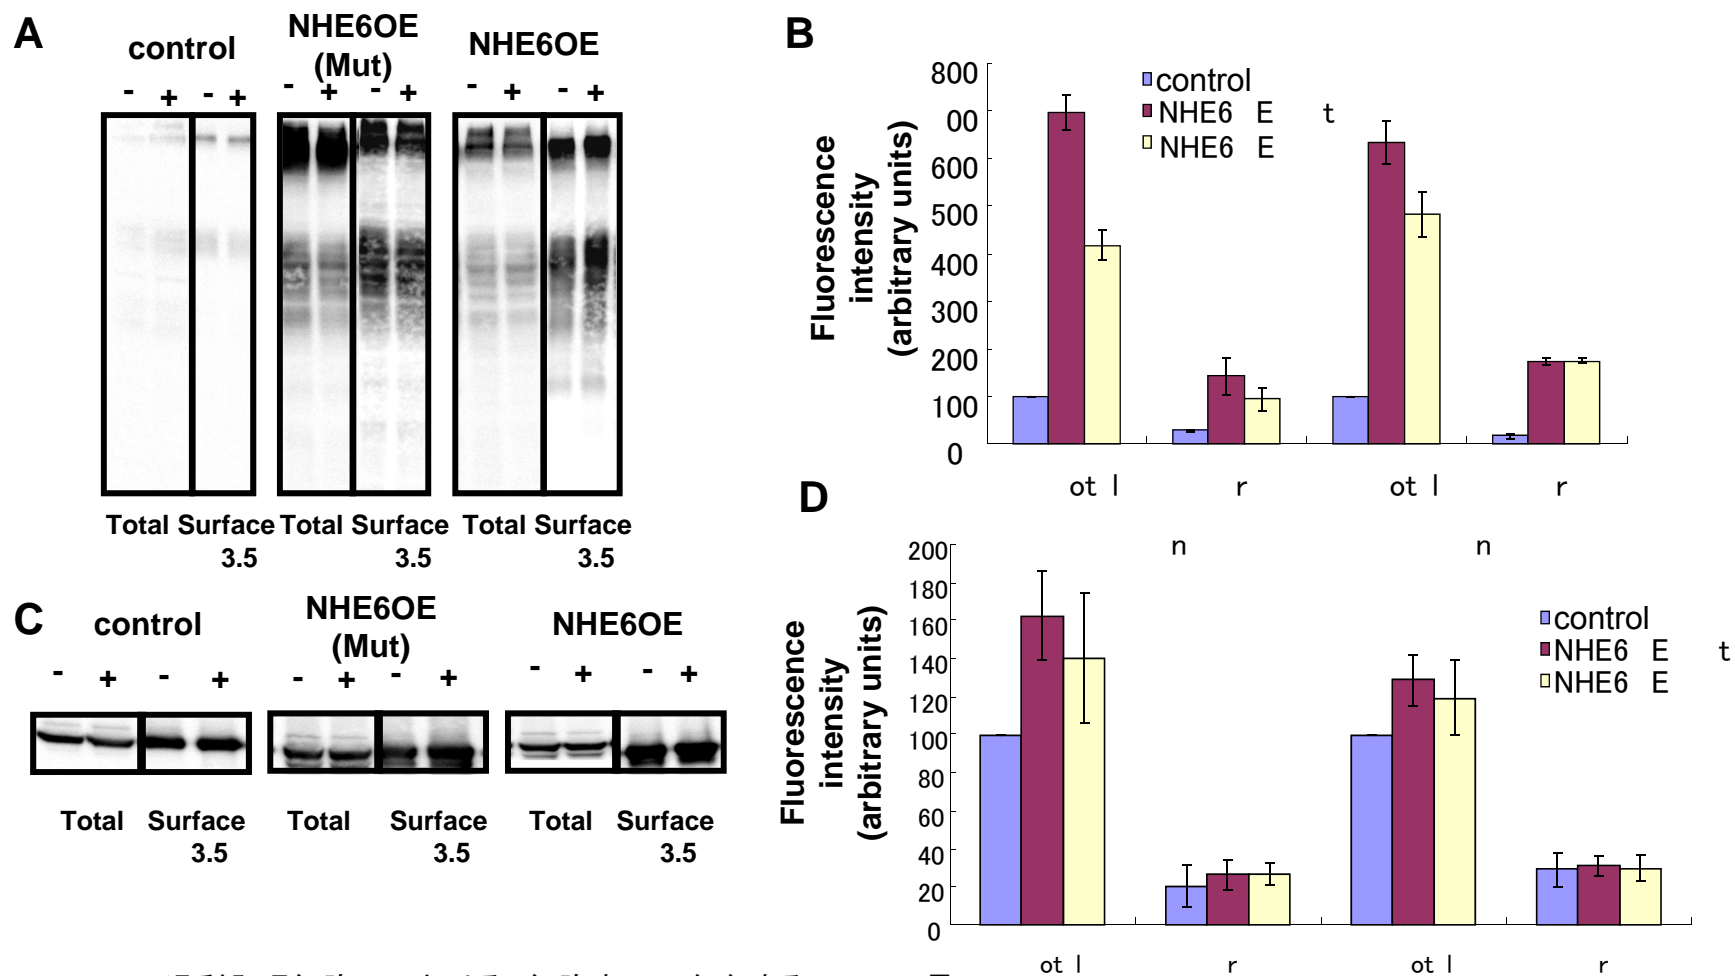 A
control
NHE6OE
(Mut)
NHE6OE
- + - +
- + - +
- + - +
Total Surface
3.5
Total Surface
3.5
Total Surface
3.5
B
Fluorescence
intensity
(arbitrary units)
800
00
600
500
400
300
200
100
0
control
NHE6 E t
NHE6 E
ot l
r
ot l
r
n
n
C
control
NHE6OE
(Mut)
NHE6OE
- + - +
- + - +
- + - +
Total Surface
3.5
Total Surface
3.5
Total Surface
3.5
D
Fluorescence
intensity
(arbitrary units)
200
180
160
140
120
100
80
60
40
20
0
control
NHE6 E t
NHE6 E
ot l
r
ot l
r